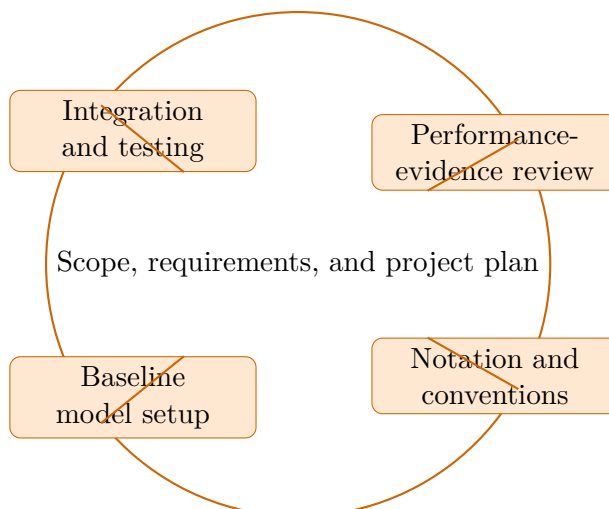 Integration
and testing
Performance-
evidence review
Scope, requirements, and project plan
Baseline
model setup
Notation and
conventions